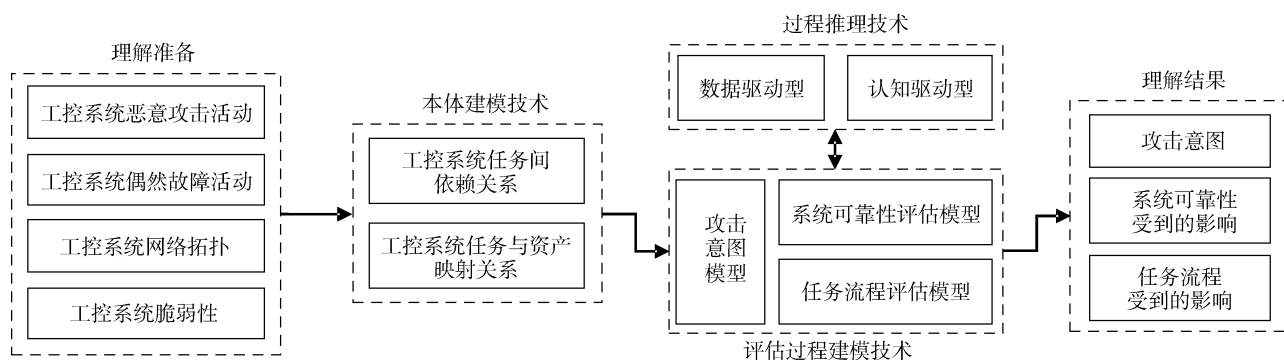 理解准备
工控系统恶意攻击活动
工控系统偶然故障活动
工控系统网络拓扑
工控系统脆弱性
本体建模技术
工控系统任务间
依赖关系
工控系统任务与资产
映射关系
过程推理技术
数据驱动型
认知驱动型
攻击
意图
模型
系统可靠性评估模型
任务流程评估模型
评估过程建模技术
理解结果
攻击意图
系统可靠性
受到的影响
任务流程
受到的影响